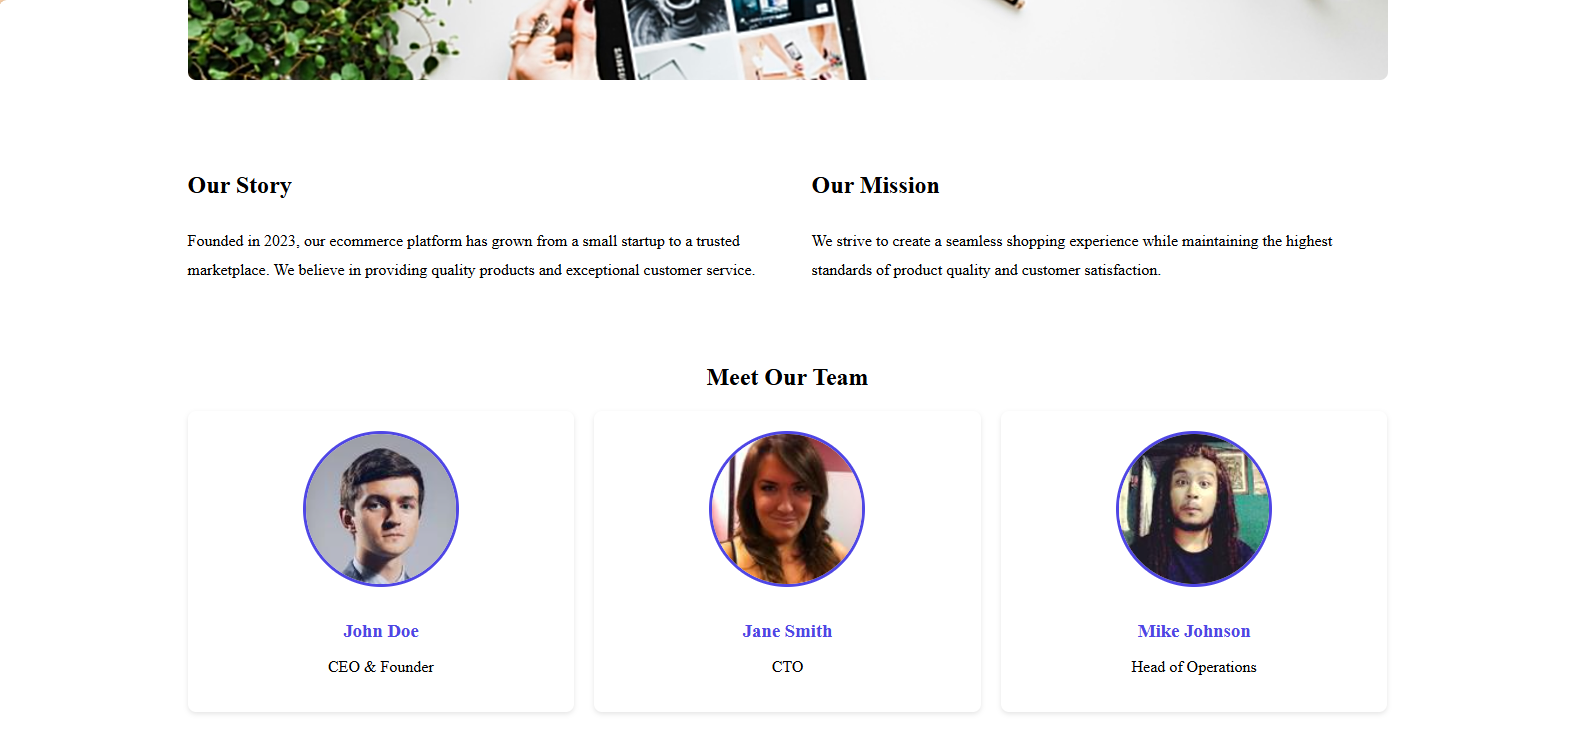 SAMSU
Our Story
Founded in 2023, our ecommerce platform has grown from a small startup to a trusted
marketplace. We believe in providing quality products and exceptional customer service.
Our Mission
We strive to create a seamless shopping experience while maintaining the highest
standards of product quality and customer satisfaction.
Meet Our Team
John Doe
CEO & Founder
Jane Smith
CTO
Mike Johnson
Head of Operations